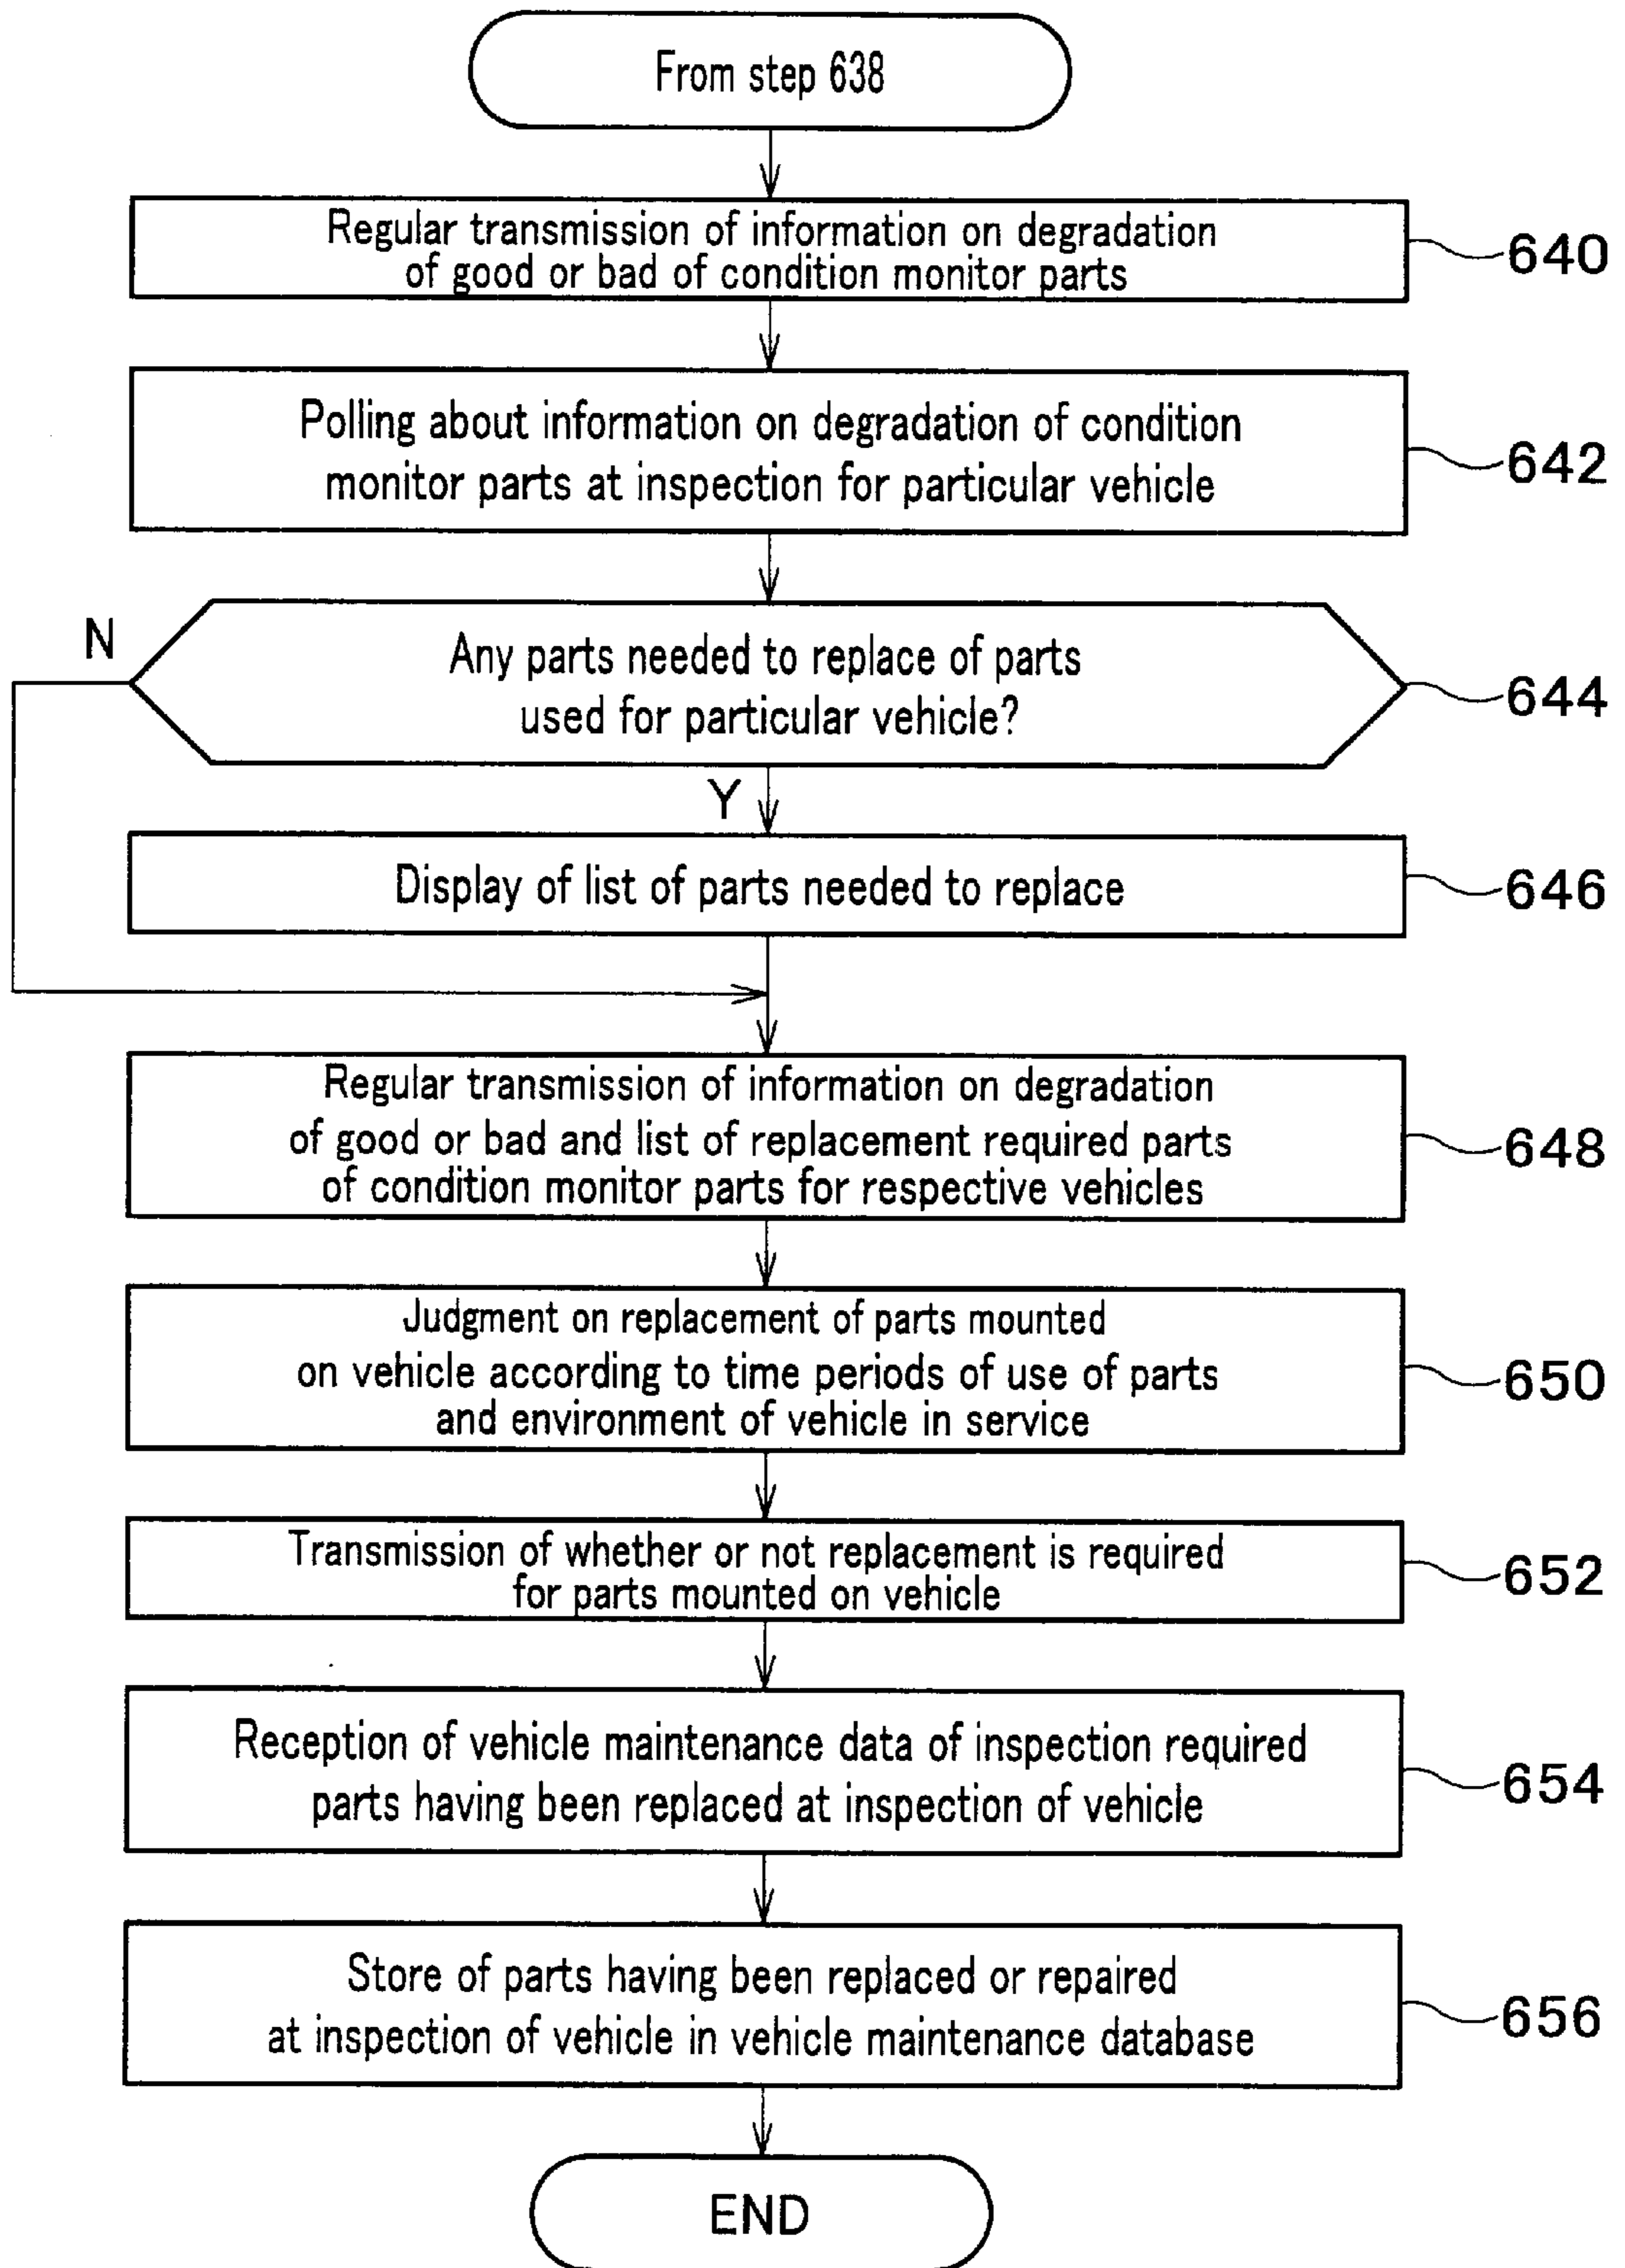 From step 638
Regular transmission of information on degradation
of good or bad of condition monitor parts
640
Polling about information on degradation of condition
monitor parts at inspection for particular vehicle
642
N
Any parts needed to replace of parts
used for particular vehicle?
644
Y
Display of list of parts needed to replace
646
Regular transmission of information on degradation
of good or bad and list of replacement required parts
of condition monitor parts for respective vehicles
648
Judgment on replacement of parts mounted
on vehicle according to time periods of use of parts
and environment of vehicle in service
650
Transmission of whether or not replacement is required
for parts mounted on vehicle
652
Reception of vehicle maintenance data of inspection required
parts having been replaced at inspection of vehicle
654
Store of parts having been replaced or repaired
at inspection of vehicle in vehicle maintenance database
656
END